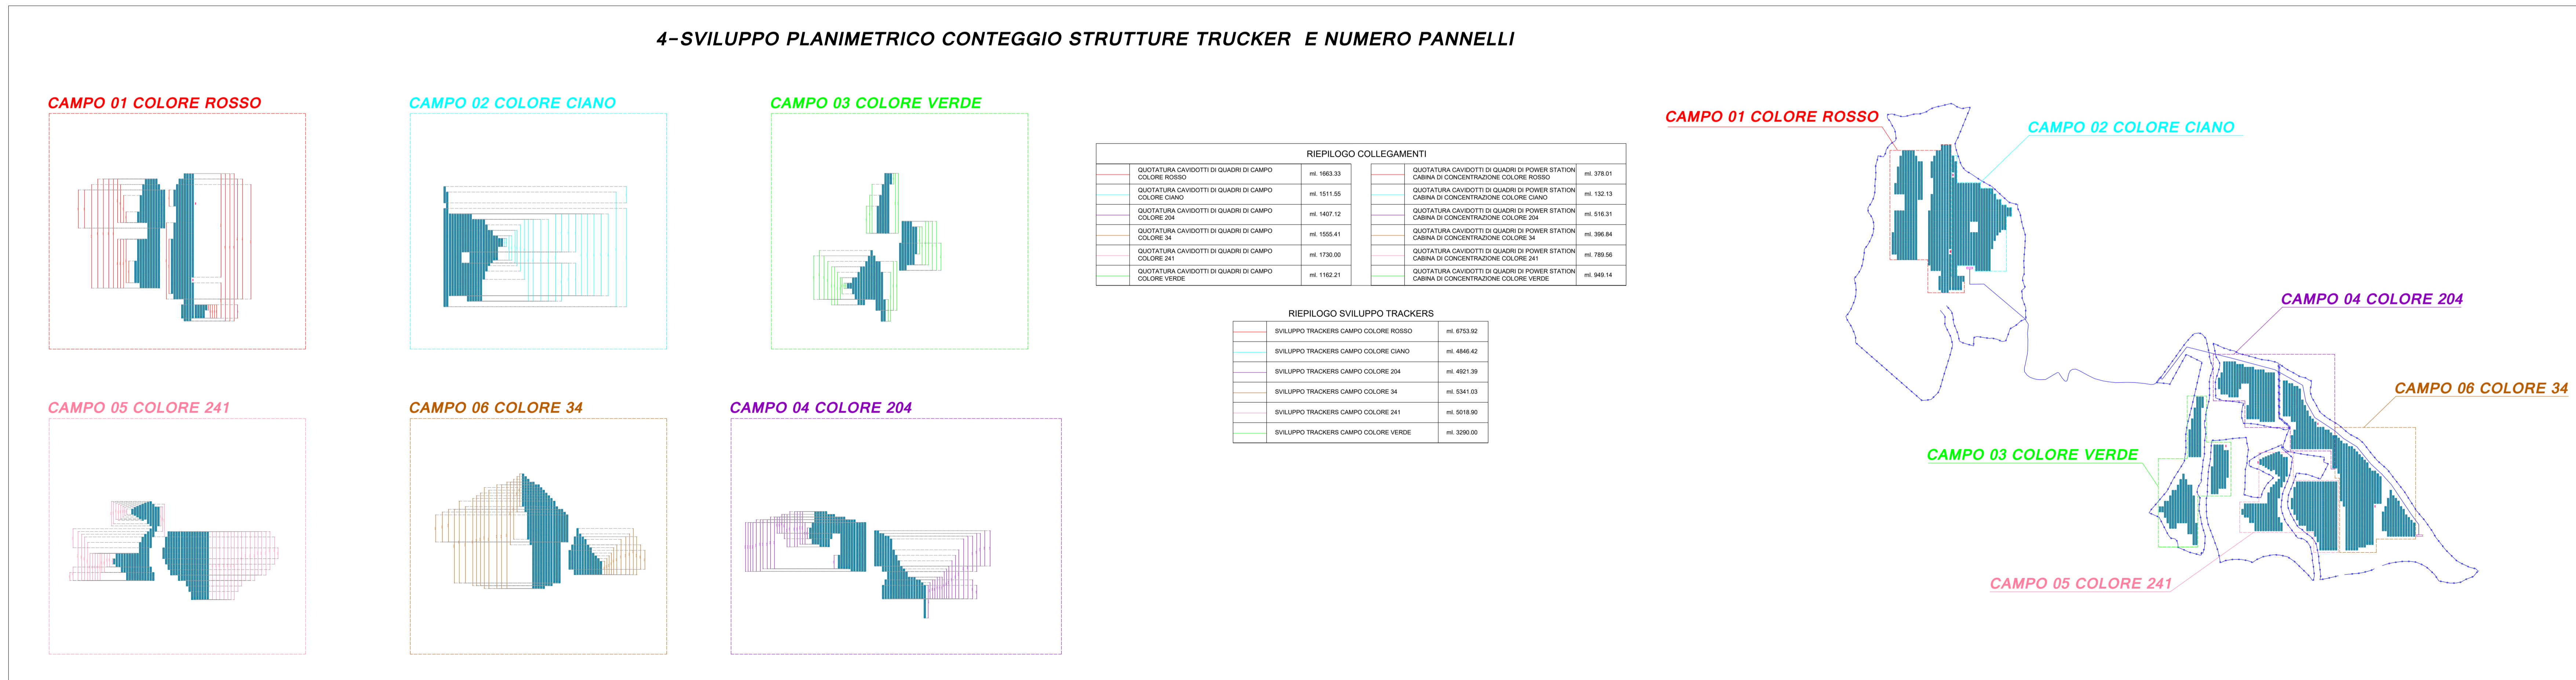 4-SVILUPPO PLANIMETRICO CONTEGGIO STRUTTURE TRUCKER E NUMERO PANNELLI
CAMPO 01 COLORE ROSSO
CAMPO 02 COLORE CIANO
CAMPO 03 COLORE VERDE
CAMPO 05 COLORE 241
CAMPO 06 COLORE 34
CAMPO 04 COLORE 204
RIEPILOGO COLLEGAMENTI
QUOTATURA CAVIDOTTI DI QUADRI DI CAMPO
COLORE ROSSO
ml. 1663.33
QUOTATURA CAVIDOTTI DI QUADRI DI POWER STATION
CABINA DI CONCENTRAZIONE COLORE ROSSO
ml. 378.01
QUOTATURA CAVIDOTTI DI QUADRI DI CAMPO
COLORE CIANO
ml. 1511.55
QUOTATURA CAVIDOTTI DI QUADRI DI POWER STATION
CABINA DI CONCENTRAZIONE COLORE CIANO
ml. 132.13
QUOTATURA CAVIDOTTI DI QUADRI DI CAMPO
COLORE 204
ml. 1407.12
QUOTATURA CAVIDOTTI DI QUADRI DI POWER STATION
CABINA DI CONCENTRAZIONE COLORE 204
ml. 516.31
QUOTATURA CAVIDOTTI DI QUADRI DI CAMPO
COLORE 34
ml. 1555.41
QUOTATURA CAVIDOTTI DI QUADRI DI POWER STATION
CABINA DI CONCENTRAZIONE COLORE 34
ml. 396.84
QUOTATURA CAVIDOTTI DI QUADRI DI CAMPO
COLORE 241
ml. 1730.00
QUOTATURA CAVIDOTTI DI QUADRI DI POWER STATION
CABINA DI CONCENTRAZIONE COLORE 241
ml. 789.56
QUOTATURA CAVIDOTTI DI QUADRI DI CAMPO
COLORE VERDE
ml. 1162.21
QUOTATURA CAVIDOTTI DI QUADRI DI POWER STATION
CABINA DI CONCENTRAZIONE COLORE VERDE
ml. 949.14
RIEPILOGO SVILUPPO TRACKERS
SVILUPPO TRACKERS CAMPO COLORE ROSSO
ml. 6753.92
SVILUPPO TRACKERS CAMPO COLORE CIANO
ml. 4846.42
SVILUPPO TRACKERS CAMPO COLORE 204
ml. 4921.39
SVILUPPO TRACKERS CAMPO COLORE 34
ml. 5341.03
SVILUPPO TRACKERS CAMPO COLORE 241
ml. 5018.90
SVILUPPO TRACKERS CAMPO COLORE VERDE
ml. 3290.00
CAMPO 01 COLORE ROSSO
CAMPO 02 COLORE CIANO
CAMPO 04 COLORE 204
CAMPO 06 COLORE 34
CAMPO 03 COLORE VERDE
CAMPO 05 COLORE 241